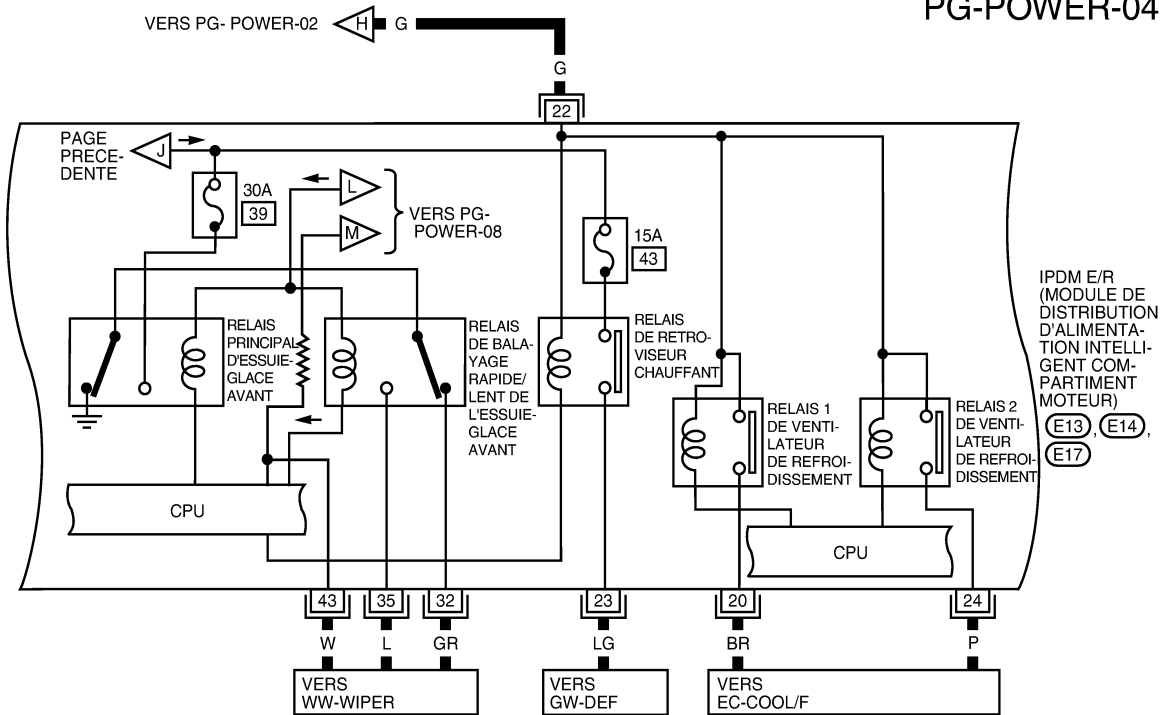 PG-POWER-04
VERS PG- POWER-02
H
G
G
22
PAGE
PRECE-
DENTE
J
30A
39
L
M
VERS PG-
POWER-08
15A
43
RELAIS
PRINCIPAL
D'ESSUIE-
GLACE
AVANT
RELAIS
DE BALA-
YAGE
RAPIDE/
LENT DE
L'ESSUIE-
GLACE
AVANT
RELAIS
DE RETRO-
VISEUR
CHAUFFANT
RELAIS 1
DE VENTI-
LATEUR
DE REFROI-
DISSEMENT
RELAIS 2
DE VENTI-
LATEUR
DE REFROI-
DISSEMENT
IPDM E/R
(MODULE DE
DISTRIBUTION
D'ALIMENTA-
TION INTELLI-
GENT COM-
PARTIMENT
MOTEUR)
E13 , E14 ,
E17
CPU
CPU
43 35 32 23 20 24
W L GR LG BR P
VERS
WW-WIPER
VERS
GW-DEF
VERS
EC-COOL/F